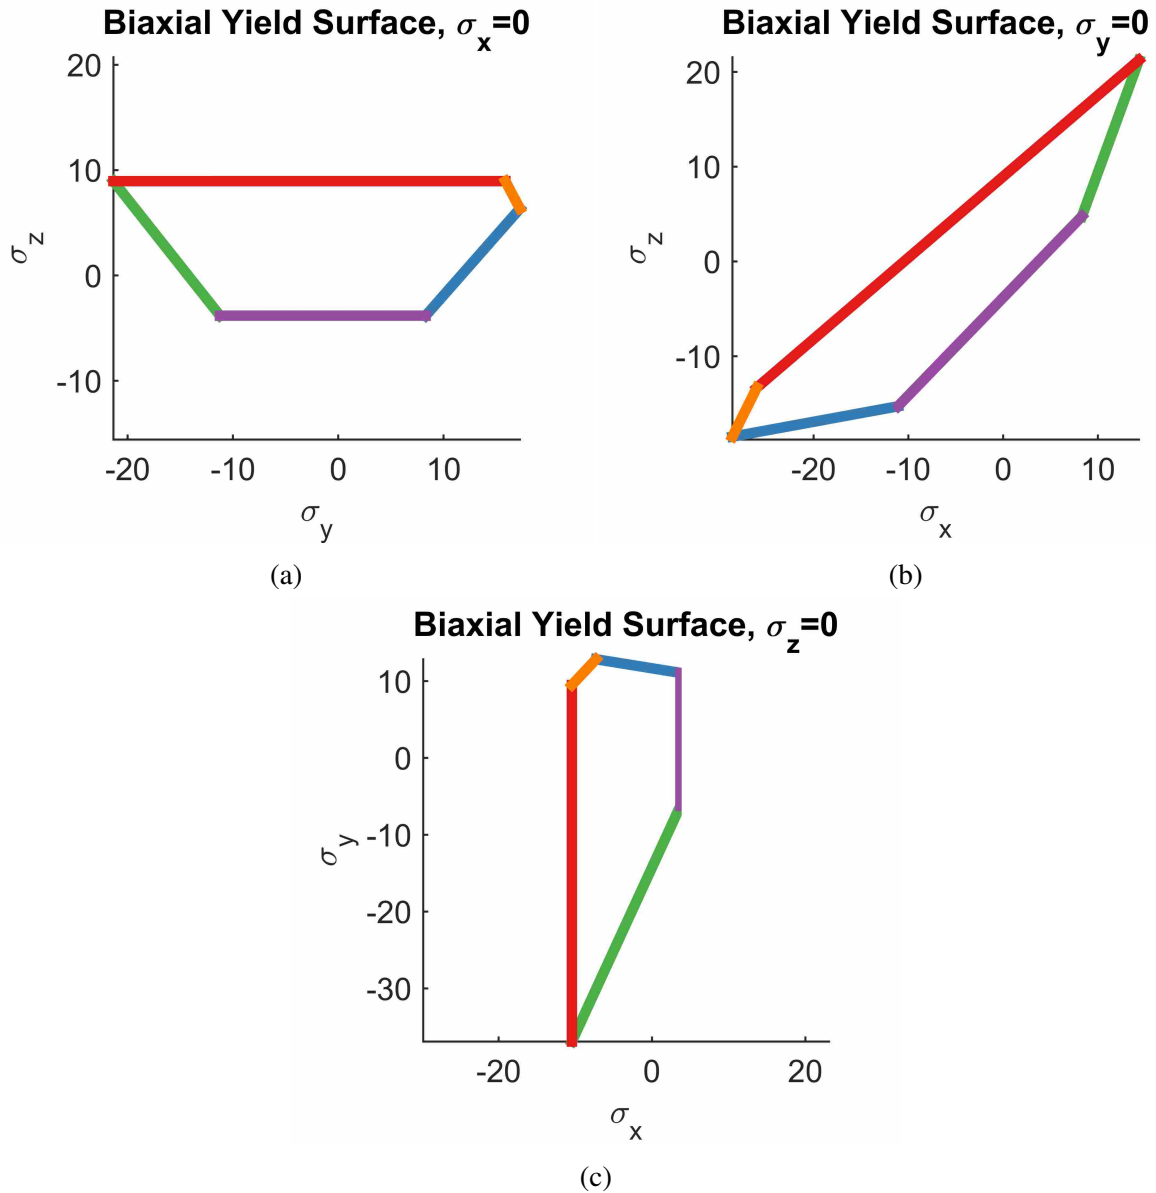 Biaxial Yield Surface, σx=0
20
10
0
-10
σz
-20 -10 0 10
σy
(a)
Biaxial Yield Surface, σy=0
20
10
0
-10
σz
-20 -10 0 10
σx
(b)
Biaxial Yield Surface, σz=0
10
0
-10
-20
-30
σy
-20 0 20
σx
(c)